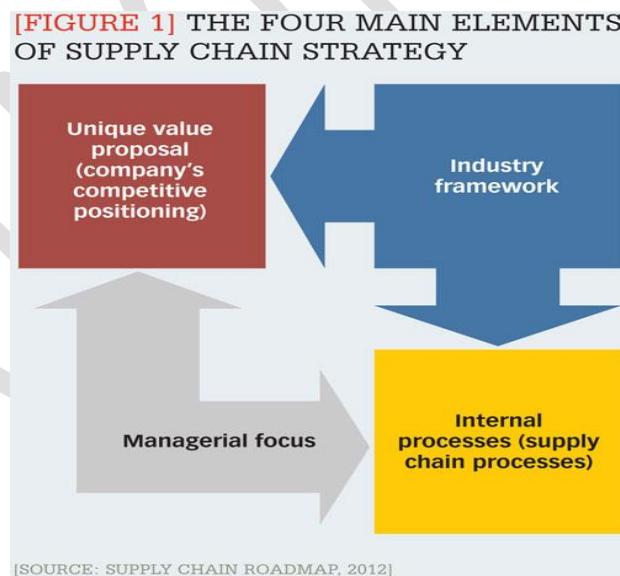 [FIGURE 1] THE FOUR MAIN ELEMENTS
OF SUPPLY CHAIN STRATEGY
Unique value
proposal
(company's
competitive
positioning)
Industry
framework
Managerial focus
Internal
processes (supply
chain processes)
[SOURCE: SUPPLY CHAIN ROADMAP, 2012]